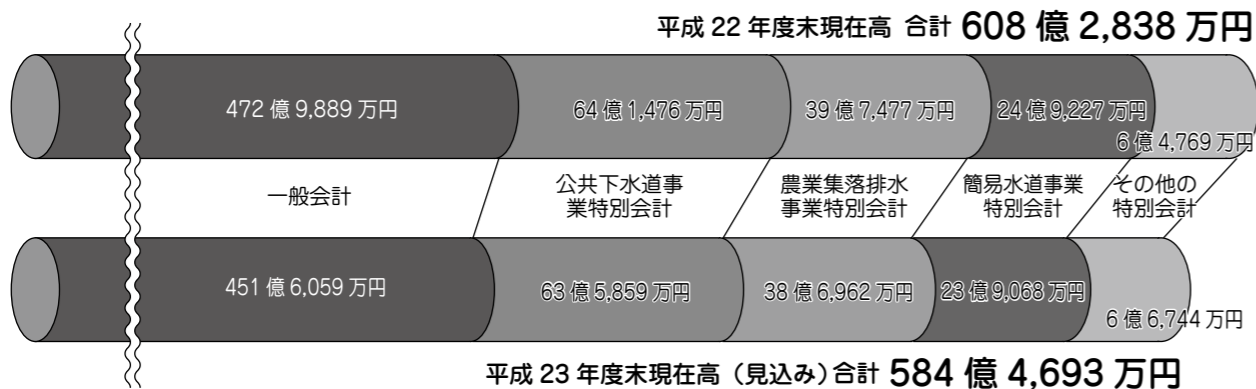 平成 22 年度末現在高 合計 608 億 2,838 万円
472 億 9,889 万円
64 億 1,476 万円
39 億 7,477 万円
24 億 9,227 万円
6 億 4,769 万円
一般会計
公共下水道事
業特別会計
農業集落排水
事業特別会計
簡易水道事業
特別会計
その他の
特別会計
451 億 6,059 万円
63 億 5,859 万円
38 億 6,962 万円
23 億 9,068 万円
6 億 6,744 万円
平成 23 年度末現在高（見込み）合計 584 億 4,693 万円